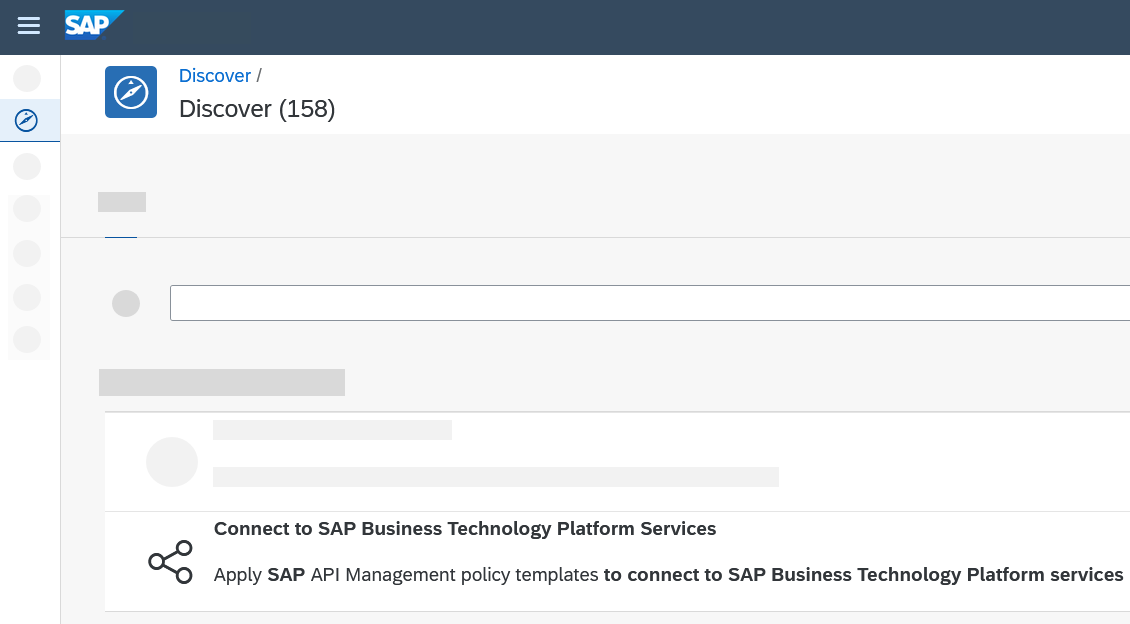 SAP
Discover /
Discover (158)
Connect to SAP Business Technology Platform Services
Apply SAP API Management policy templates to connect to SAP Business Technology Platform services